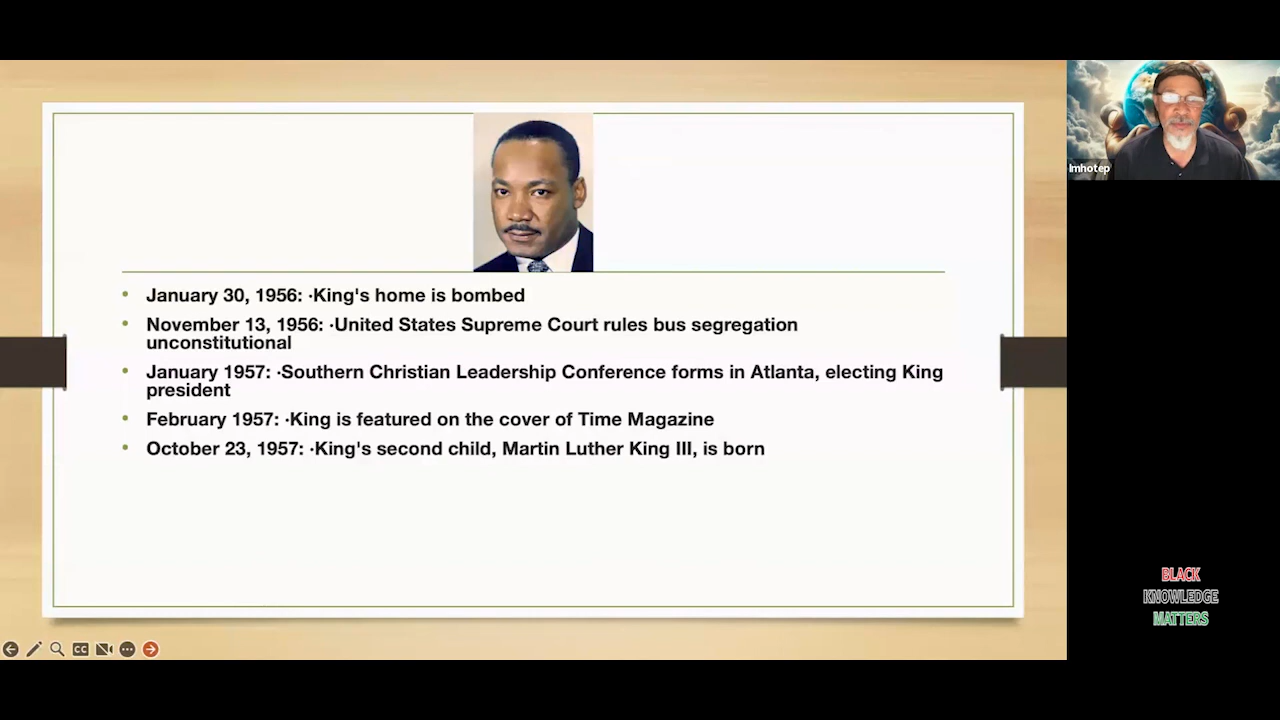 January 30, 1956: ·King's home is bombed
November 13, 1956: ·United States Supreme Court rules bus segregation
unconstitutional
January 1957: ·Southern Christian Leadership Conference forms in Atlanta, electing King
president
February 1957: ·King is featured on the cover of Time Magazine
October 23, 1957: ·King's second child, Martin Luther King III, is born
CC
Imhotep
BLACK
KNOWLEDGE
MATTERS